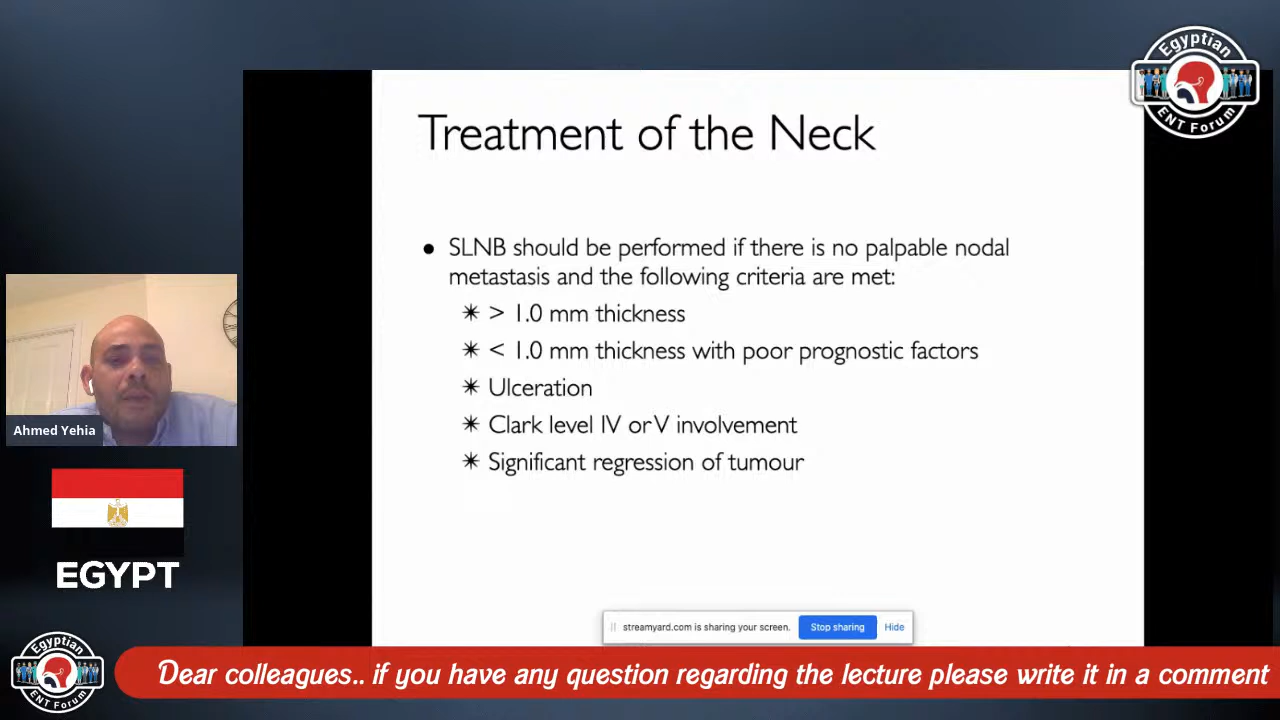 Egyptian
ENT Forum
Treatment of the Neck
• SLNB should be performed if there is no palpable nodal
metastasis and the following criteria are met:
✴ > 1.0 mm thickness
✴ < 1.0 mm thickness with poor prognostic factors
✴ Ulceration
✴ Clark level IV or V involvement
✴ Significant regression of tumour
Ahmed Yehia
EGYPT
streamyard.com is sharing your screen. Stop sharing Hide
Egyptian
ENT Forum
Dear colleagues.. if you have any question regarding the lecture please write it in a comment